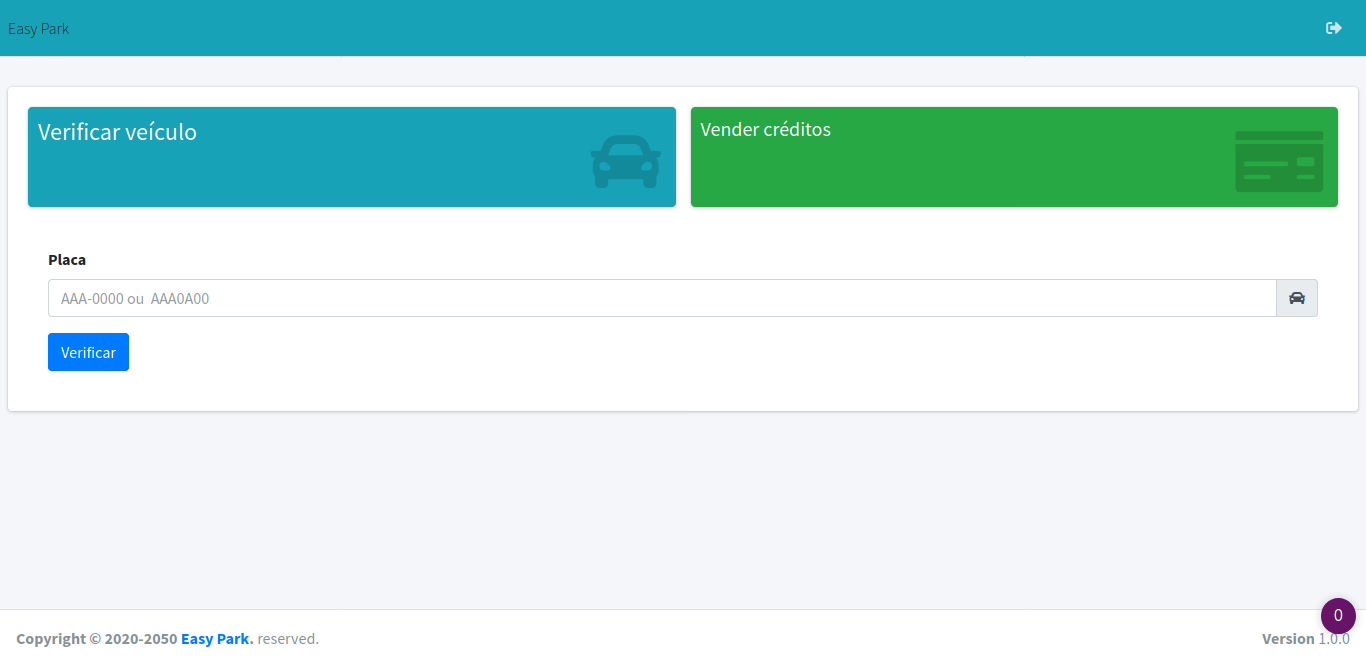 Easy Park
Verificar veículo
Vender créditos
Placa
AAA-0000 ou AAA0A00
Verificar
0
Copyright © 2020-2050 Easy Park. reserved.
Version 1.0.0